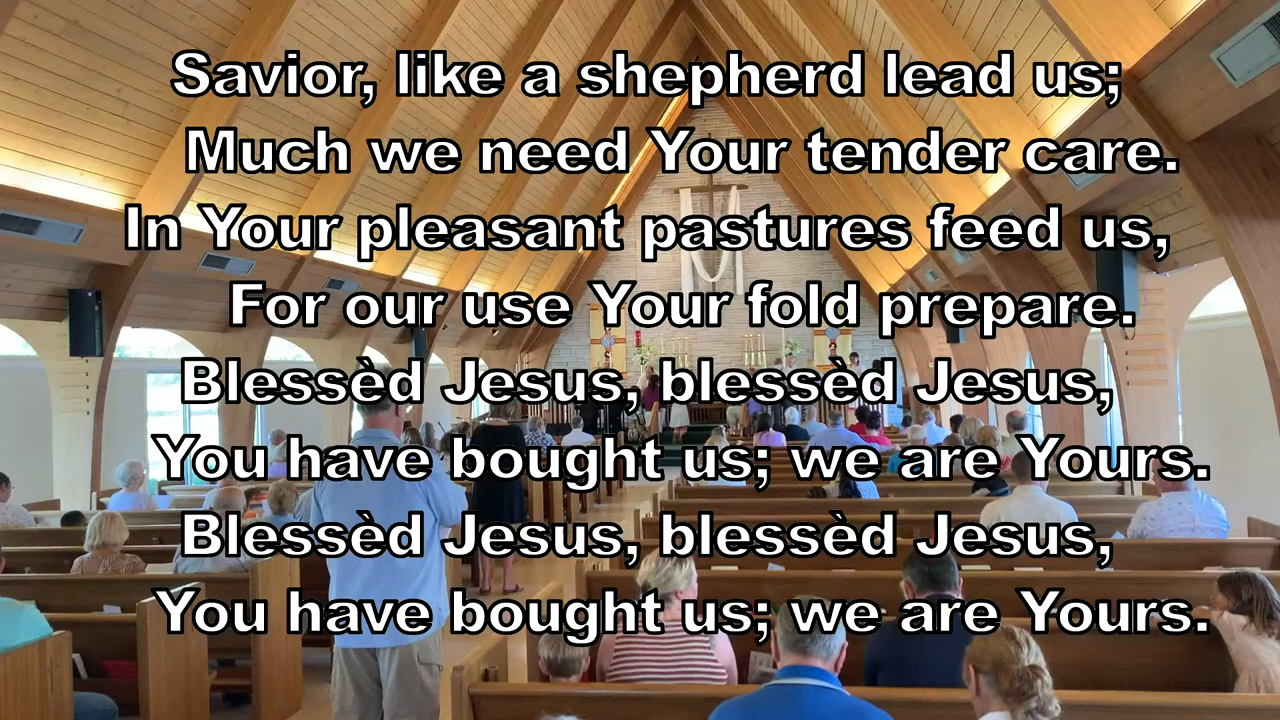 Savior, like a shepherd lead us;
Much we need Your tender care.
In Your pleasant pastures feed us,
For our use Your fold prepare.
Blessèd Jesus, blessèd Jesus,
You have bought us; we are Yours.
Blessèd Jesus, blessèd Jesus,
You have bought us; we are Yours.